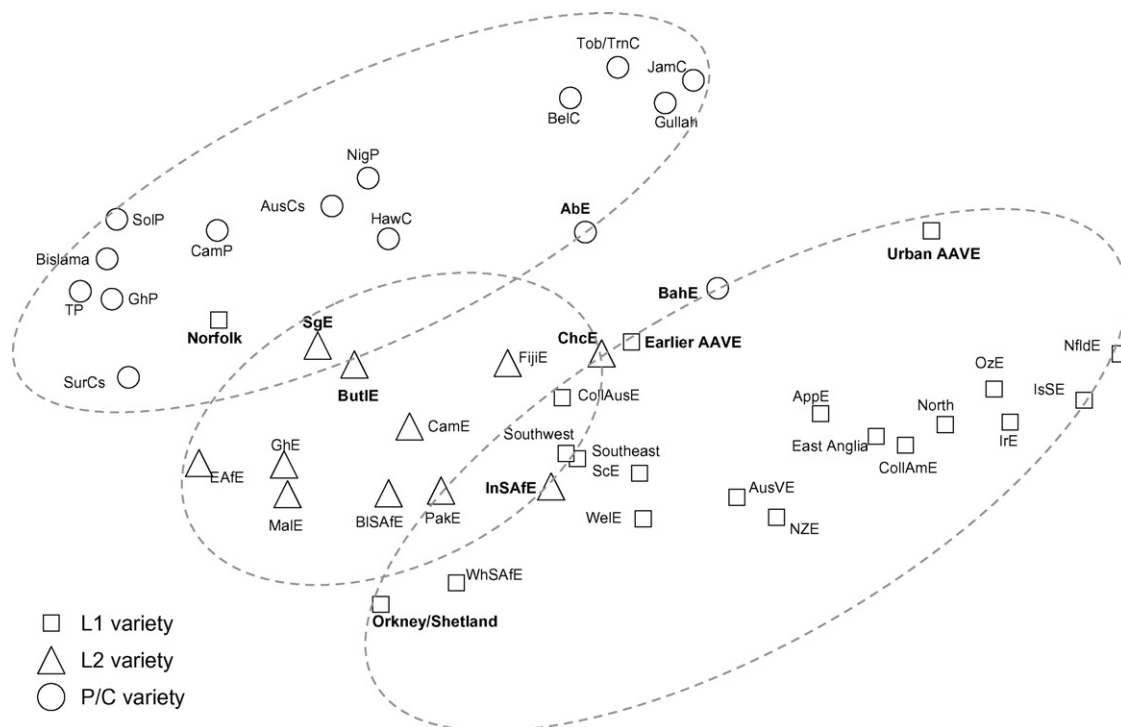 Tob/TrnC
JamC
BelC
Gullah
NigP
AusCs
SolP
HawC
AbE
CamP
Urban AAVE
Bislama
BahE
TP
GhP
Norfolk
SgE
ChcE
Earlier AAVE
FijiE
NfldE
OzE
SurCs
ButlE
CollAusE
AppE
IsSE
North
CamE
Southwest
Southeast
East Anglia
IrE
GhE
ScE
CollAmE
EAfE
InSAfE
AusVE
MalE
BlSAfE
PakE
WelE
NZE
WhSAfE
Orkney/Shetland
L1 variety
L2 variety
P/C variety